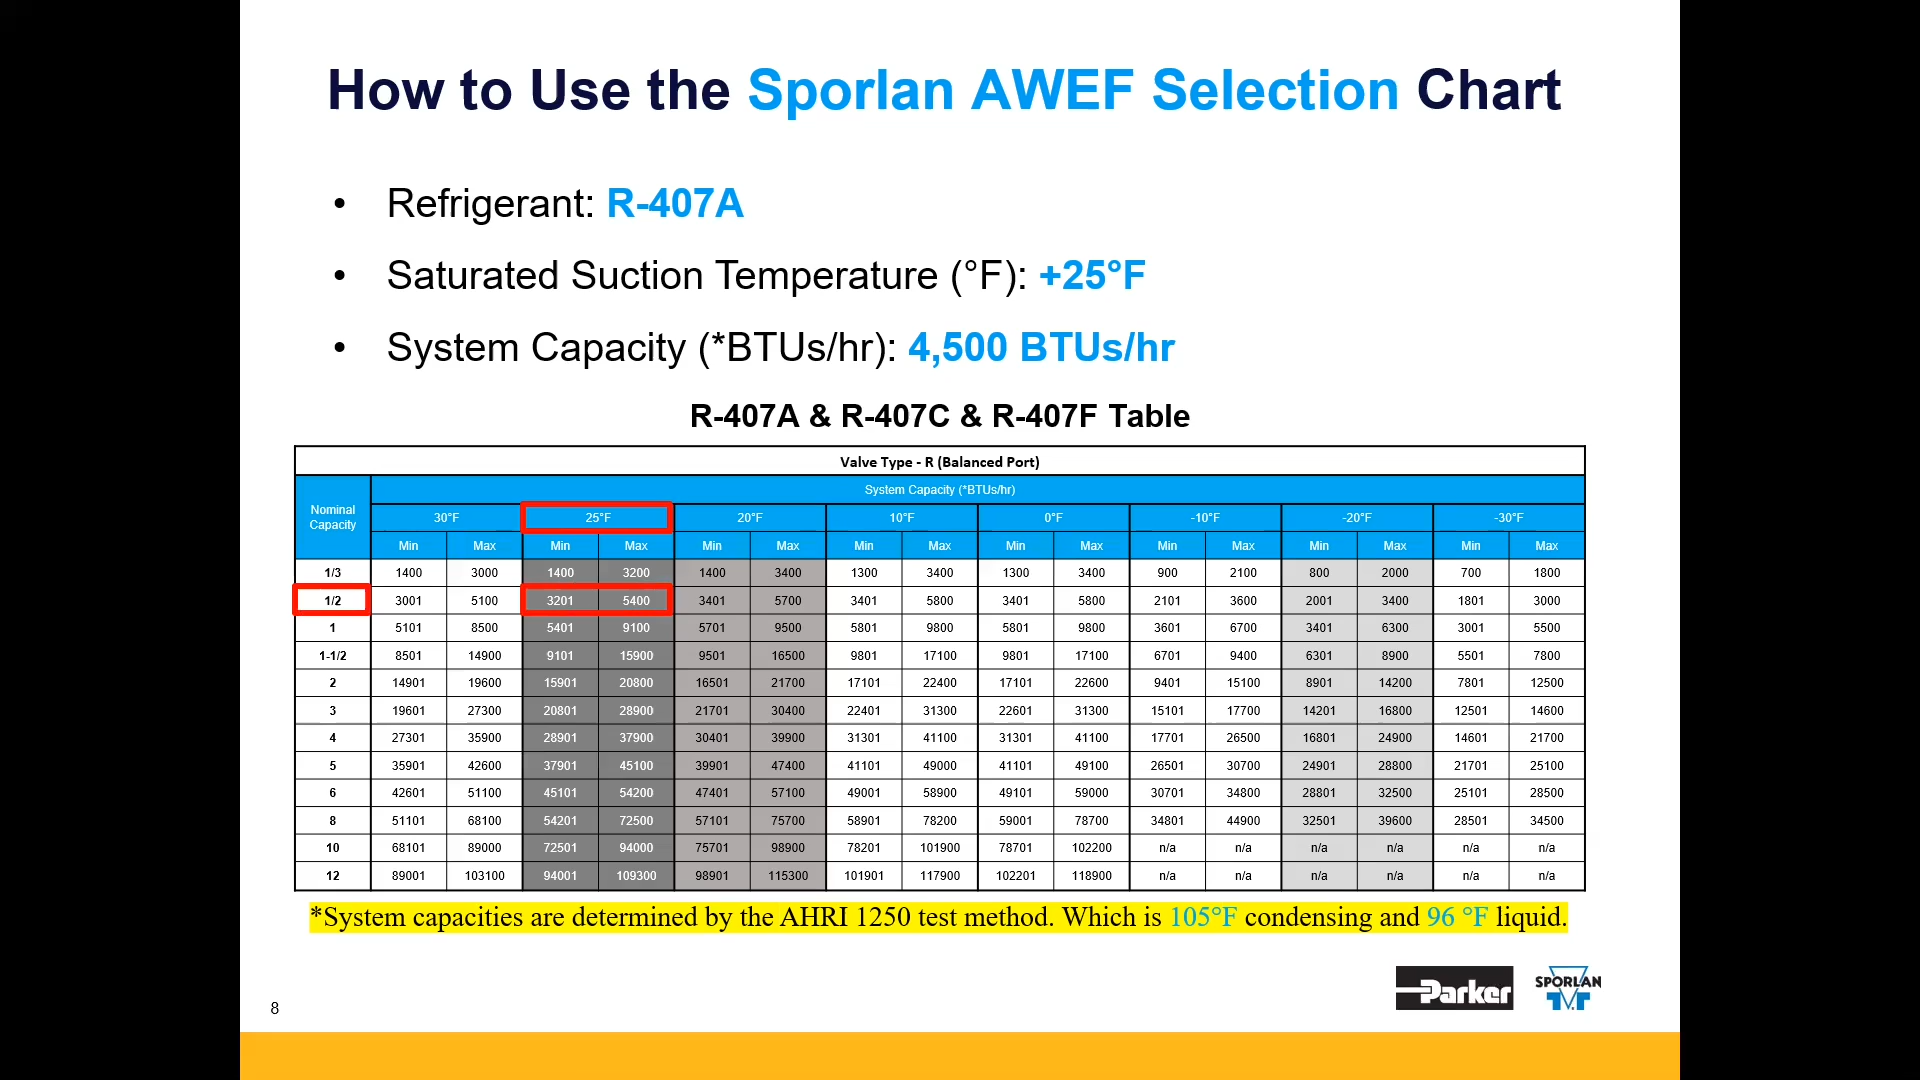 How to Use the Sporlan AWEF Selection Chart
• Refrigerant: R-407A
• Saturated Suction Temperature (°F): +25°F
• System Capacity (*BTUs/hr): 4,500 BTUs/hr
R-407A & R-407C & R-407F Table
Valve Type - R (Balanced Port)
Nominal Capacity
System Capacity (*BTUs/hr)
30°F 25°F 20°F 10°F 0°F -10°F -20°F -30°F
Min Max Min Max Min Max Min Max Min Max Min Max Min Max Min Max
1/3 1400 3000 1400 3200 1400 3400 1300 3400 1300 3400 900 2100 800 2000 700 1800
1/2 3001 5100 3201 5400 3401 5700 3401 5800 3401 5800 2101 3600 2001 3400 1801 3000
1 5101 8500 5401 9100 5701 9500 5801 9800 5801 9800 3601 6700 3401 6300 3001 5500
1-1/2 8501 14900 9101 15900 9501 16500 9801 17100 9801 17100 6701 9400 6301 8900 5501 7800
2 14901 19600 15901 20800 16501 21700 17101 22400 17101 22600 9401 15100 8901 14200 7801 12500
3 19601 27300 20801 28900 21701 30400 22401 31300 22601 31300 15101 17700 14201 16800 12501 14600
4 27301 35900 28901 37900 30401 39900 31301 41100 31301 41100 17701 26500 16801 24900 14601 21700
5 35901 42600 37901 45100 39901 47400 41101 49000 41101 49100 26501 30700 24901 28800 21701 25100
6 42601 51100 45101 54200 47401 57100 49001 58900 49101 59000 30701 34800 28801 32500 25101 28500
8 51101 68100 54201 72500 57101 75700 58901 78200 59001 78700 34801 44900 32501 39600 28501 34500
10 68101 89000 72501 94000 75701 98900 78201 101900 78701 102200 n/a n/a n/a n/a n/a n/a
12 89001 103100 94001 109300 98901 115300 101901 117900 102201 118900 n/a n/a n/a n/a n/a n/a
*System capacities are determined by the AHRI 1250 test method. Which is 105°F condensing and 96 °F liquid.
Parker
SPORLAN
8